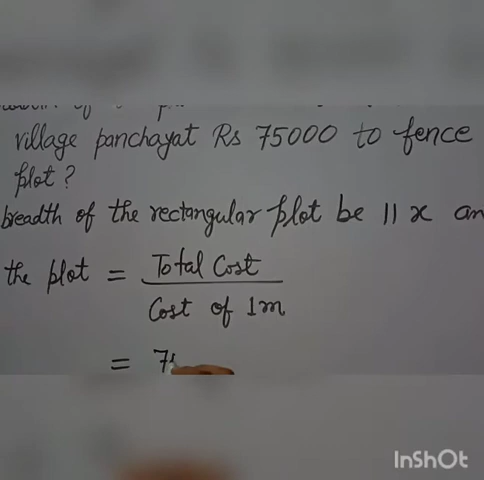 village panchayat Rs 75000 to fence
plot?
breadth of the rectangular plot be 11 x an
the plot = Total Cost
Cost of 1m
= 75
InShOt